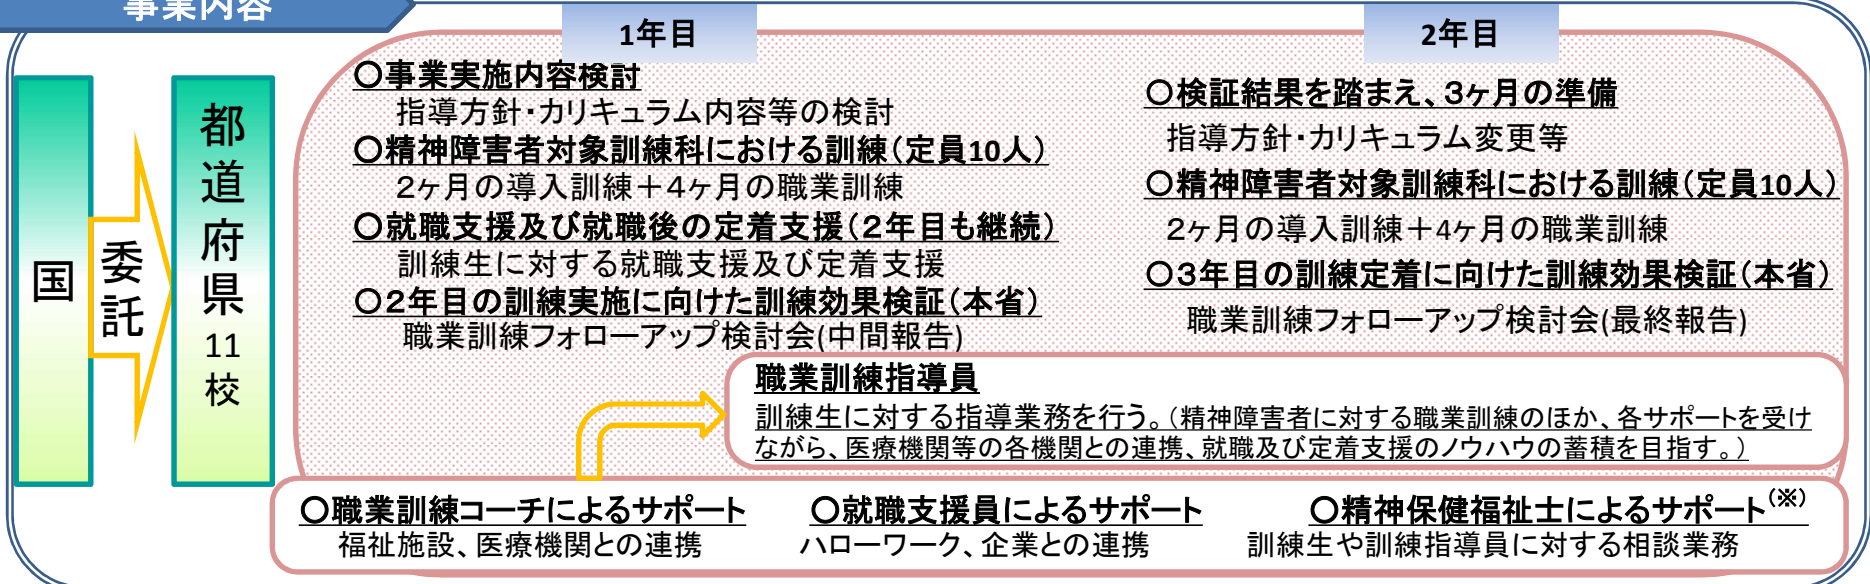 事業内容
国
委託
都道府県
11
校
1年目
〇事業実施内容検討
指導方針・カリキュラム内容等の検討
〇精神障害者対象訓練科における訓練(定員10人)
２ヶ月の導入訓練＋４ヶ月の職業訓練
〇就職支援及び就職後の定着支援(２年目も継続)
訓練生に対する就職支援及び定着支援
〇２年目の訓練実施に向けた訓練効果検証(本省)
職業訓練フォローアップ検討会(中間報告)
2年目
〇検証結果を踏まえ、３ヶ月の準備
指導方針・カリキュラム変更等
〇精神障害者対象訓練科における訓練(定員10人)
２ヶ月の導入訓練＋4ヶ月の職業訓練
〇３年目の訓練定着に向けた訓練効果検証(本省)
職業訓練フォローアップ検討会(最終報告)
職業訓練指導員
訓練生に対する指導業務を行う。(精神障害者に対する職業訓練のほか、各サポートを受け
ながら、医療機関等の各機関との連携、就職及び定着支援のノウハウの蓄積を目指す。)
〇職業訓練コーチによるサポート
福祉施設、医療機関との連携
〇就職支援員によるサポート
ハローワーク、企業との連携
〇精神保健福祉士によるサポート(※)
訓練生や訓練指導員に対する相談業務